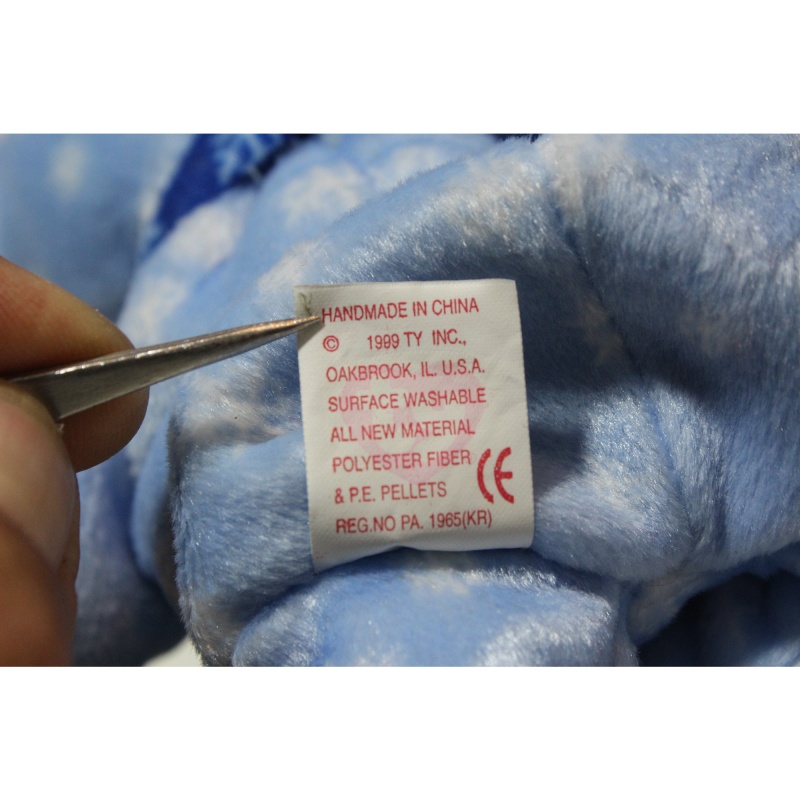 HANDMADE IN CHINA
© 1999 TY INC.,
OAKBROOK, IL. U.S.A.
SURFACE WASHABLE
ALL NEW MATERIAL
POLYESTER FIBER
& P.E. PELLETS
CE
REG.NO PA. 1965(KR)